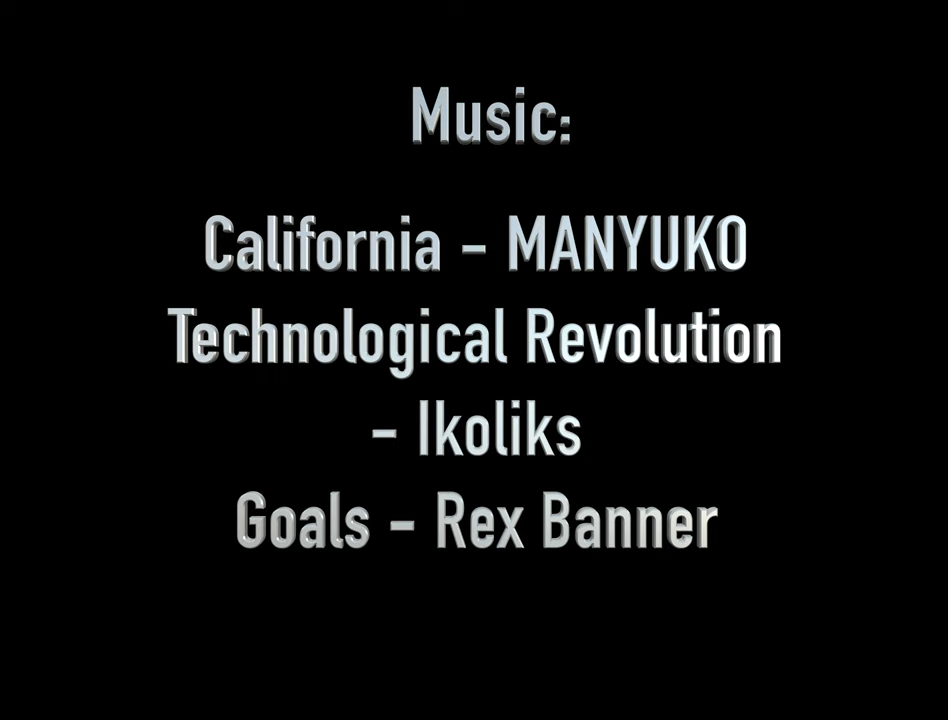 Music:
California - MANYUKO
Technological Revolution
- Ikoliks
Goals - Rex Banner